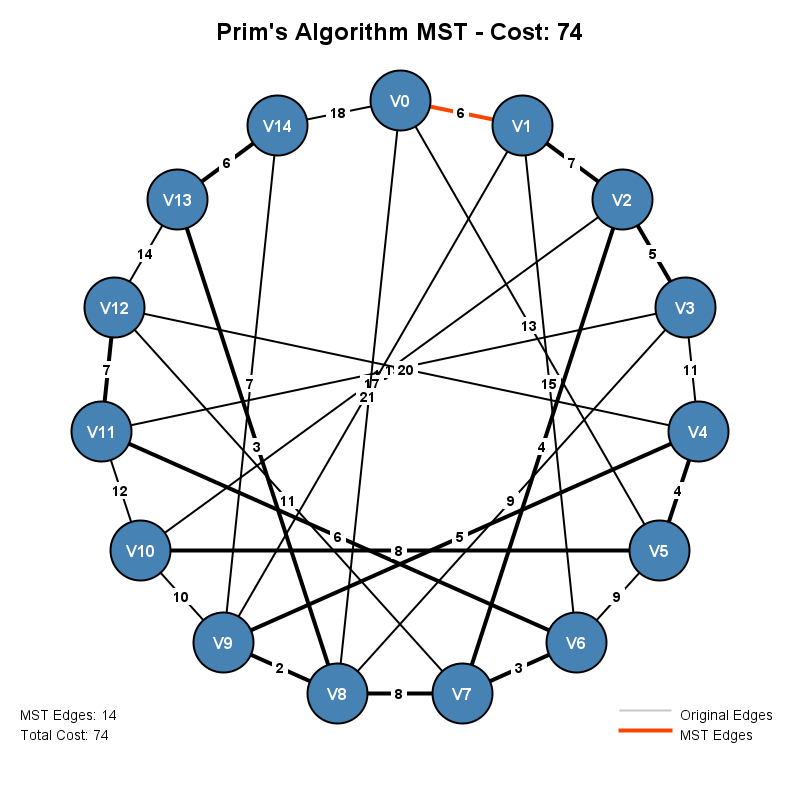 Prim's Algorithm MST - Cost: 74
V0
V14
18
6
V1
6
7
V13
V2
14
5
V12
V3
13
7
20
17
11
7
15
21
V11
V4
3
4
12
4
11
9
6
5
V10
8
V5
10
9
V9
V6
2
3
V8
8
V7
MST Edges: 14
Original Edges
Total Cost: 74
MST Edges